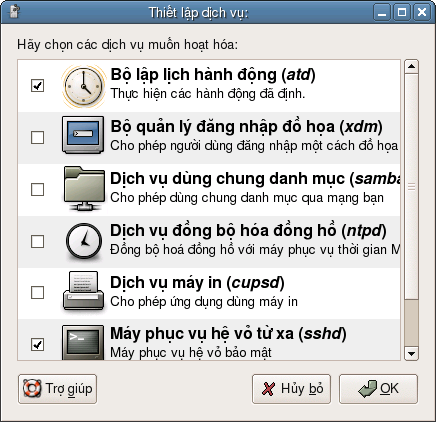 Thiết lập dịch vụ:
Hãy chọn các dịch vụ muốn hoạt hóa:
Bộ lập lịch hành động (atd)
Thực hiện các hành động đã định.
Bộ quản lý đăng nhập đồ họa (xdm)
Cho phép người dùng đăng nhập một cách đồ họa
Dịch vụ dùng chung danh mục (samba
Cho phép dùng chung danh mục qua mạng bạn
Dịch vụ đồng bộ hóa đồng hồ (ntpd)
Đồng bộ hoá đồng hồ với máy phục vụ thời gian M
Dịch vụ máy in (cupsd)
Cho phép ứng dụng dùng máy in
Máy phục vụ hệ vỏ từ xa (sshd)
Máy phục vụ hệ vỏ bảo mật
Trợ giúp
Hủy bỏ
OK